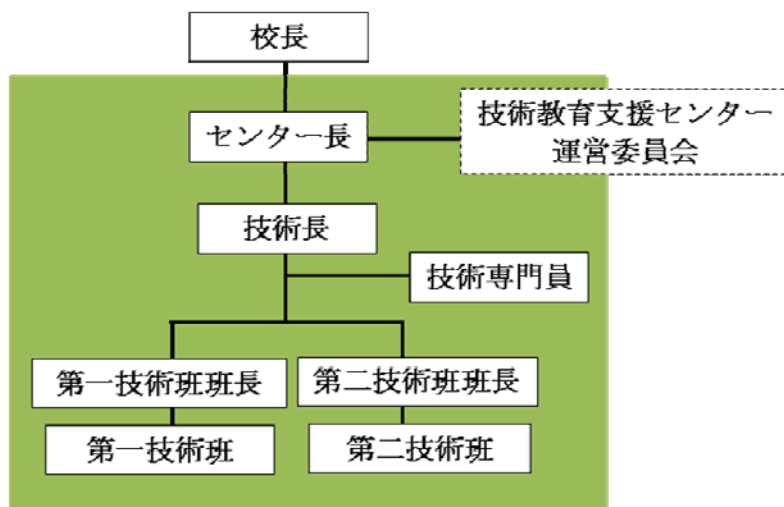 校長
センター長
技術教育支援センター
運営委員会
技術長
技術専門員
第一技術班班長
第二技術班班長
第一技術班
第二技術班